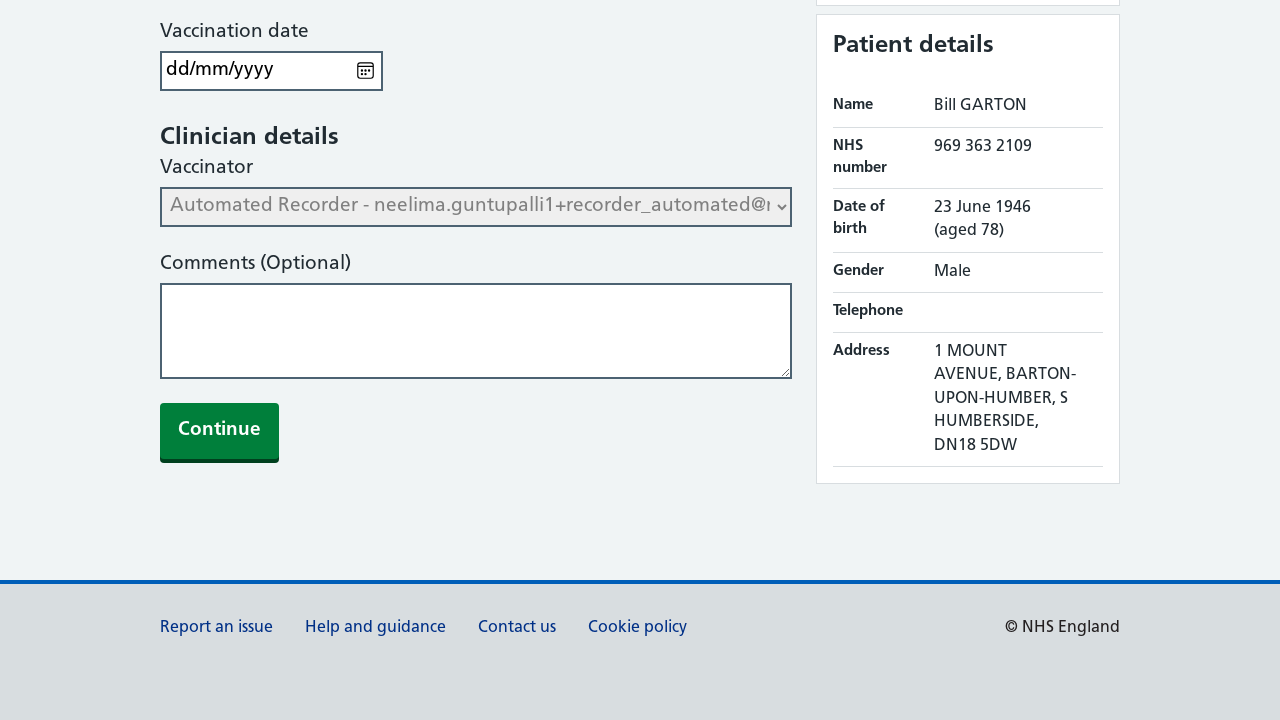 Vaccination date
dd/mm/yyyy
Clinician details
Vaccinator
Automated Recorder - neelima.guntupalli1+recorder_automated@
Comments (Optional)
Continue
Patient details
Name Bill GARTON
NHS number 969 363 2109
Date of birth 23 June 1946 (aged 78)
Gender Male
Telephone
Address 1 MOUNT
AVENUE, BARTON-
UPON-HUMBER, S
HUMBERSIDE,
DN18 5DW
Report an issue Help and guidance Contact us Cookie policy © NHS England